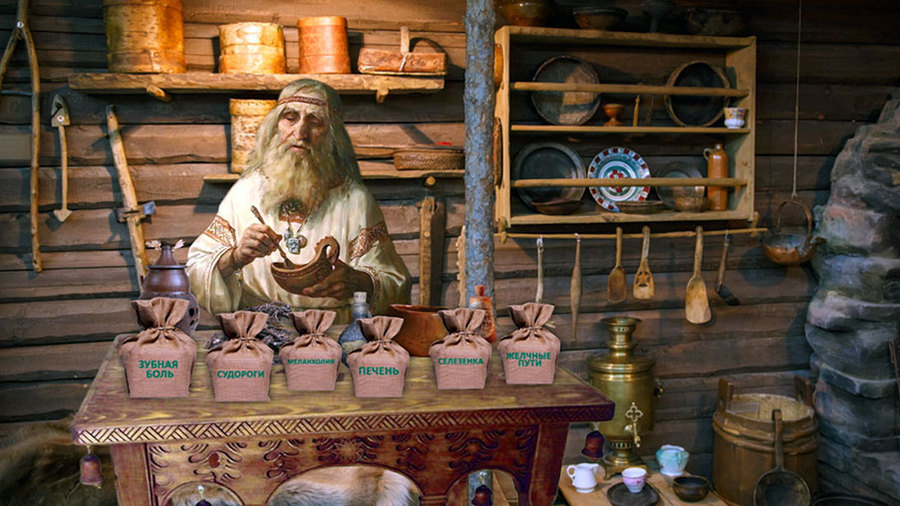 ЗУБНАЯ
БОЛЬ
СУДОРОГИ
МЕЛАНХОЛИЯ
ПЕЧЕНЬ
СЕЛЕЗЕНКА
ЖЕЛЧНЫЕ
ПУТИ